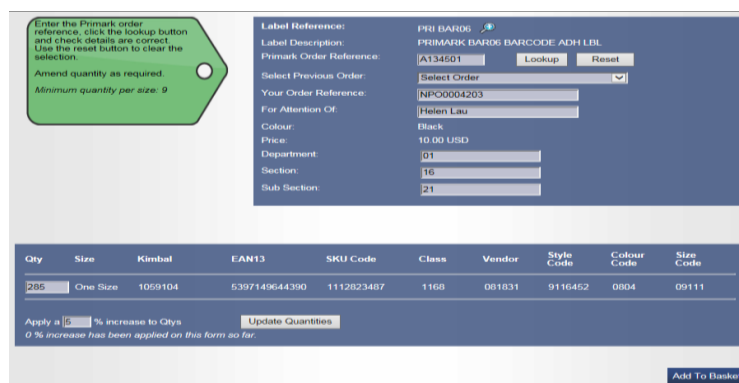 Enter the Primark order
reference, click the lookup button
and check details are correct.
Use the reset button to clear the
selection.
Amend quantity as required.
Minimum quantity per size: 9
Label Reference: PRI BAR06
Label Description: PRIMARK BAR06 BARCODE ADH LBL
Primark Order Reference: A134501 Lookup Reset
Select Previous Order: Select Order
Your Order Reference: NPO0004203
For Attention Of: Helen Lau
Colour: Black
Price: 10.00 USD
Department: 01
Section: 16
Sub Section: 21
Qty Size Kimbal EAN13 SKU Code Class Vendor Style Code Colour Code Size Code
285 One Size 1059104 5397149644390 1112823487 1168 081831 9116452 0804 09111
Apply a 5 % increase to Qtys Update Quantities
0 % increase has been applied on this form so far.
Add To Baske